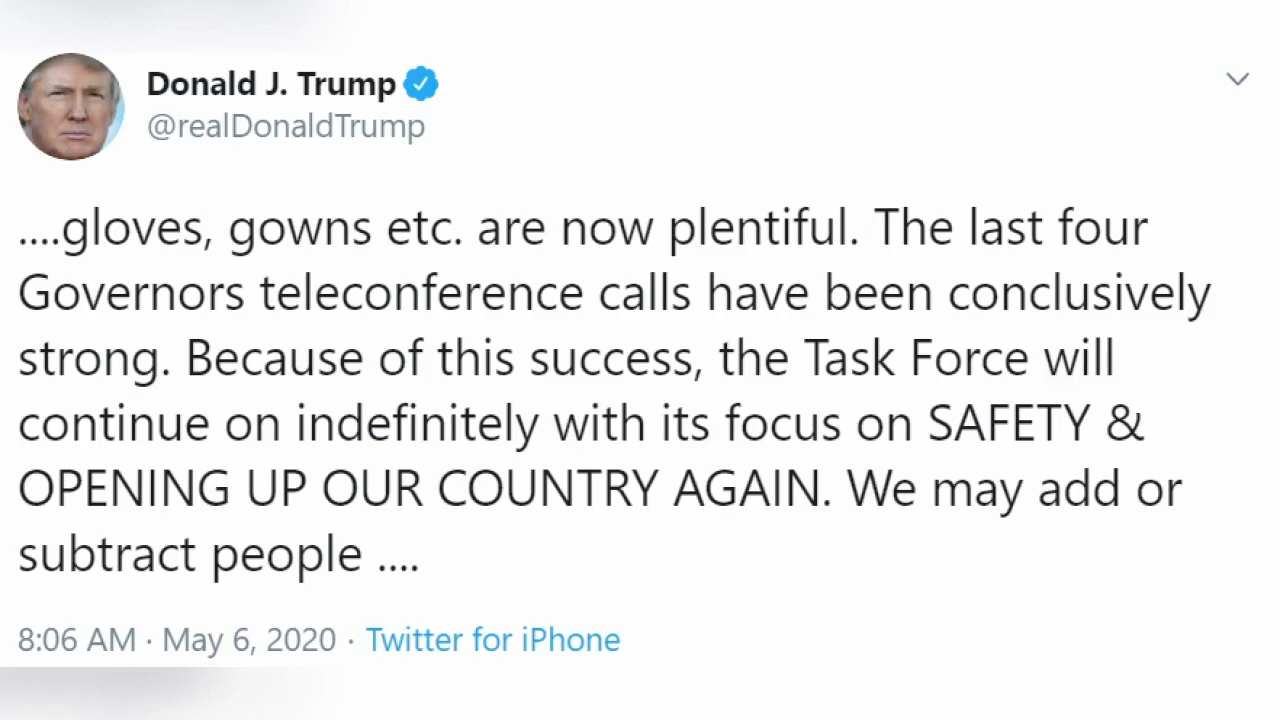 Donald J. Trump
@realDonaldTrump
....gloves, gowns etc. are now plentiful. The last four
Governors teleconference calls have been conclusively
strong. Because of this success, the Task Force will
continue on indefinitely with its focus on SAFETY &
OPENING UP OUR COUNTRY AGAIN. We may add or
subtract people ....
8:06 AM · May 6, 2020 · Twitter for iPhone